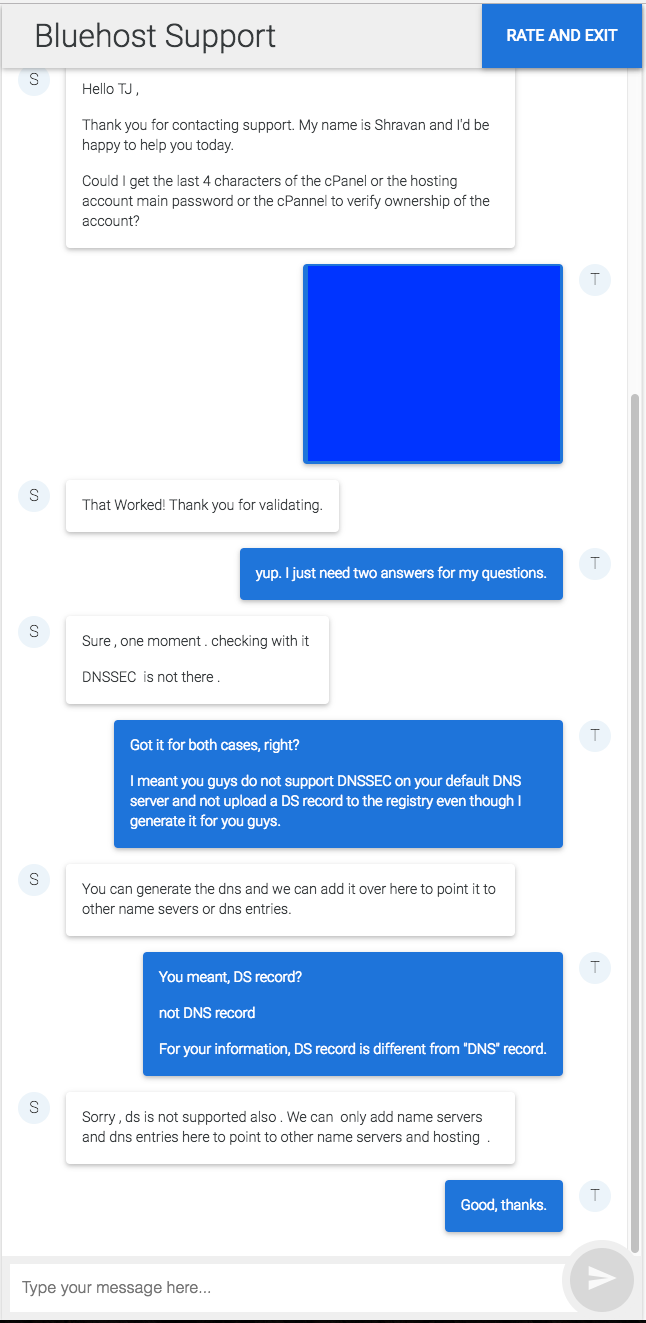 Bluehost Support
RATE AND EXIT
S
Hello TJ ,
Thank you for contacting support. My name is Shravan and I'd be
happy to help you today.
Could I get the last 4 characters of the cPanel or the hosting
account main password or the cPannel to verify ownership of the
account?
T
S
That Worked! Thank you for validating.
yup. I just need two answers for my questions.
T
S
Sure , one moment . checking with it
DNSSEC  is not there .
Got it for both cases, right?
T
I meant you guys do not support DNSSEC on your default DNS
server and not upload a DS record to the registry even though I
generate it for you guys.
S
You can generate the dns and we can add it over here to point it to
other name severs or dns entries.
You meant, DS record?
T
not DNS record
For your information, DS record is different from "DNS" record.
S
Sorry , ds is not supported also . We can  only add name servers
and dns entries here to point to other name servers and hosting  .
Good, thanks.
T
Type your message here...